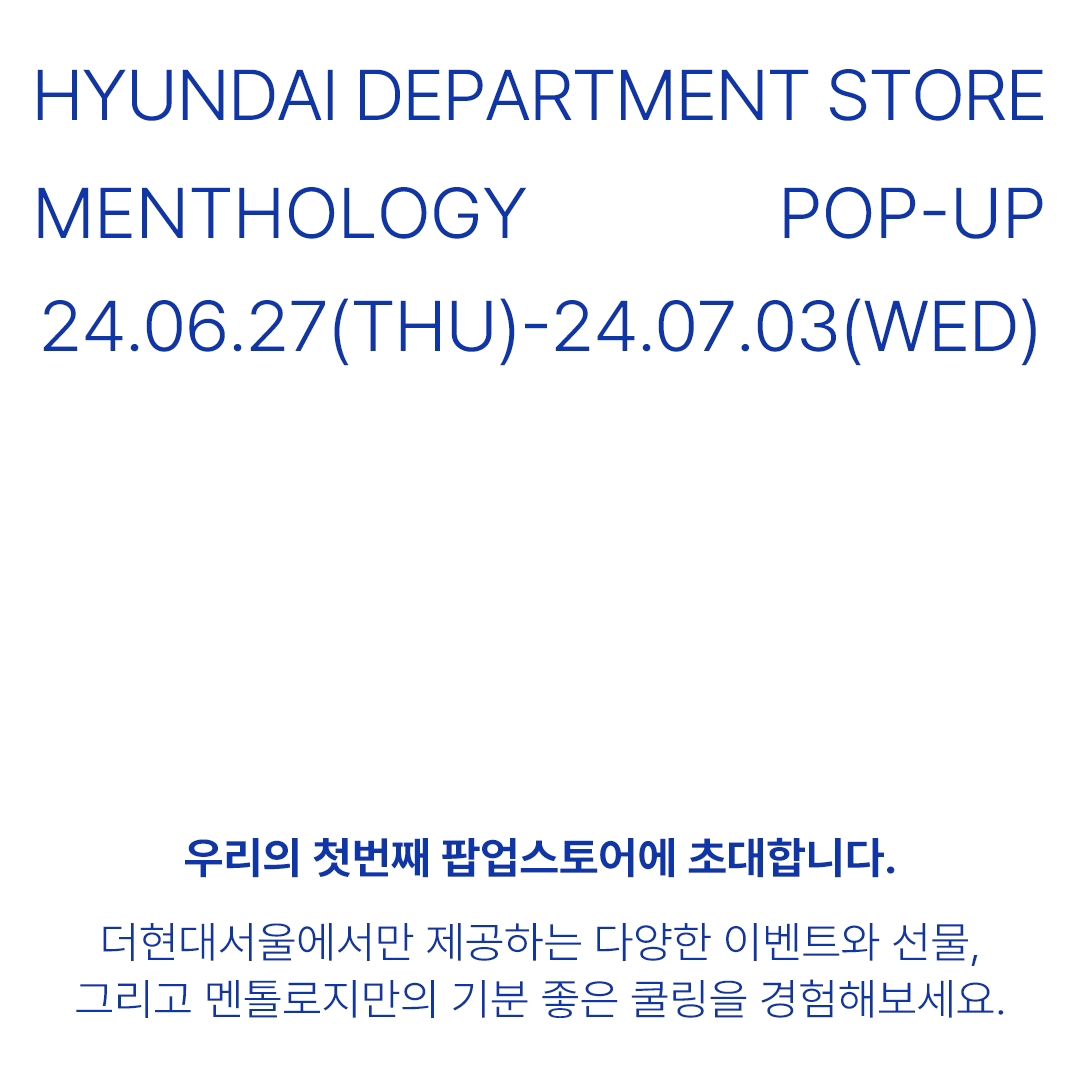 HYUNDAI DEPARTMENT STORE
MENTHOLOGY POP-UP
24.06.27(THU)-24.07.03(WED)
우리의 첫번째 팝업스토어에 초대합니다.
더현대서울에서만 제공하는 다양한 이벤트와 선물,
그리고 멘톨로지만의 기분 좋은 쿨링을 경험해보세요.